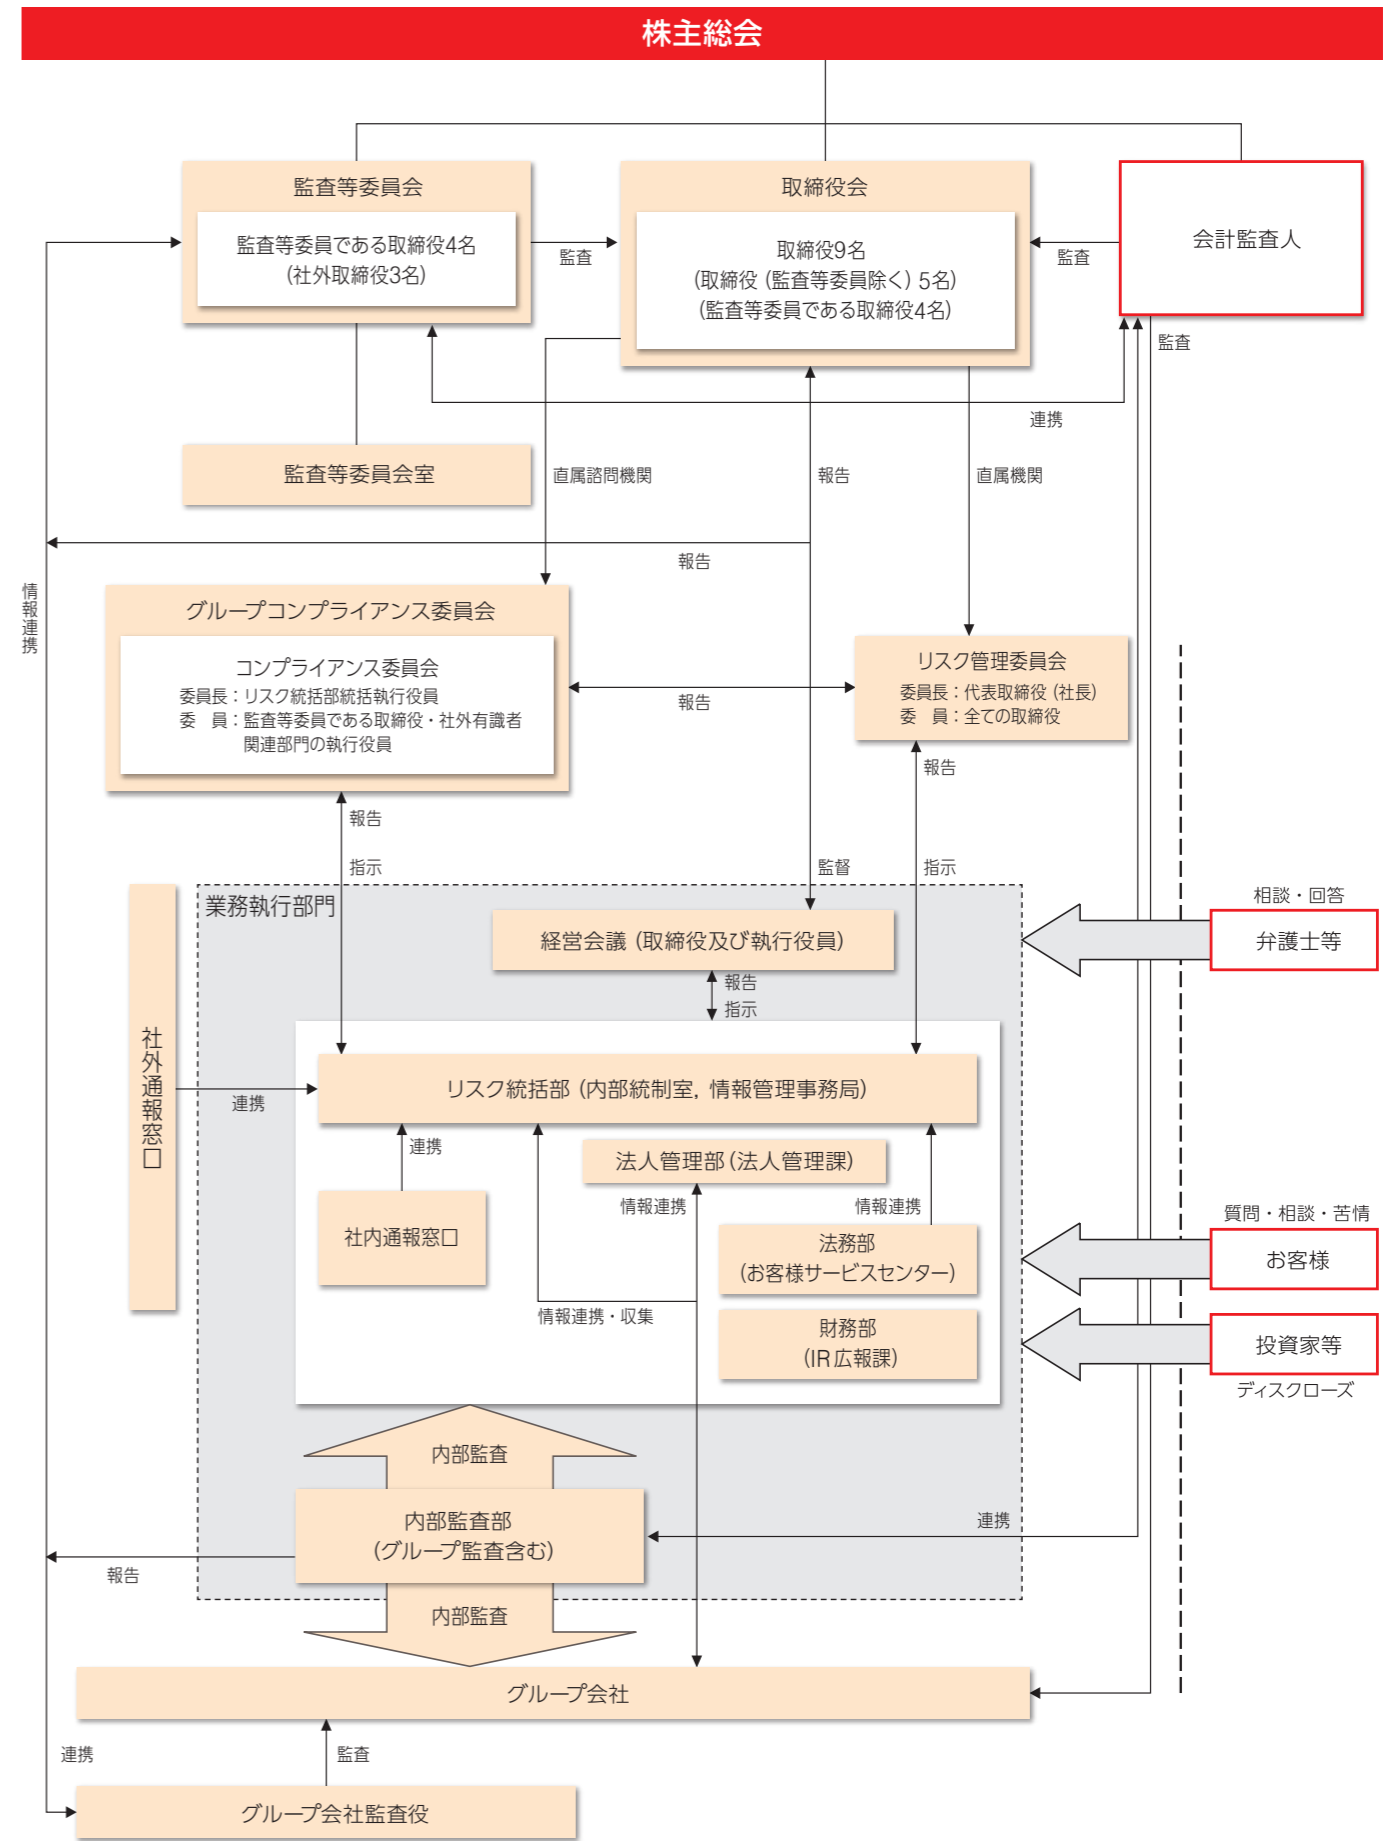 株主総会
監査等委員会
監査等委員である取締役4名
(社外取締役3名)
監査
取締役会
取締役9名
(取締役(監査等委員除く)5名)
(監査等委員である取締役4名)
監査
会計監査人
監査
連携
監査等委員会室
直属諮問機関
報告
直属機関
報告
情報連携
グループコンプライアンス委員会
コンプライアンス委員会
委員長：リスク統括部統括執行役員
委　員：監査等委員である取締役・社外有識者
関連部門の執行役員
報告
リスク管理委員会
委員長：代表取締役(社長)
委　員：全ての取締役
報告
報告
指示
監督
指示
業務執行部門
経営会議(取締役及び執行役員)
報告
指示
相談・回答
弁護士等
社外通報窓口
連携
リスク統括部(内部統制室, 情報管理事務局)
連携
法人管理部(法人管理課)
情報連携
情報連携
社内通報窓口
法務部
(お客様サービスセンター)
情報連携・収集
財務部
(IR広報課)
質問・相談・苦情
お客様
投資家等
ディスクローズ
内部監査
内部監査部
(グループ監査含む)
連携
報告
内部監査
グループ会社
連携
監査
グループ会社監査役